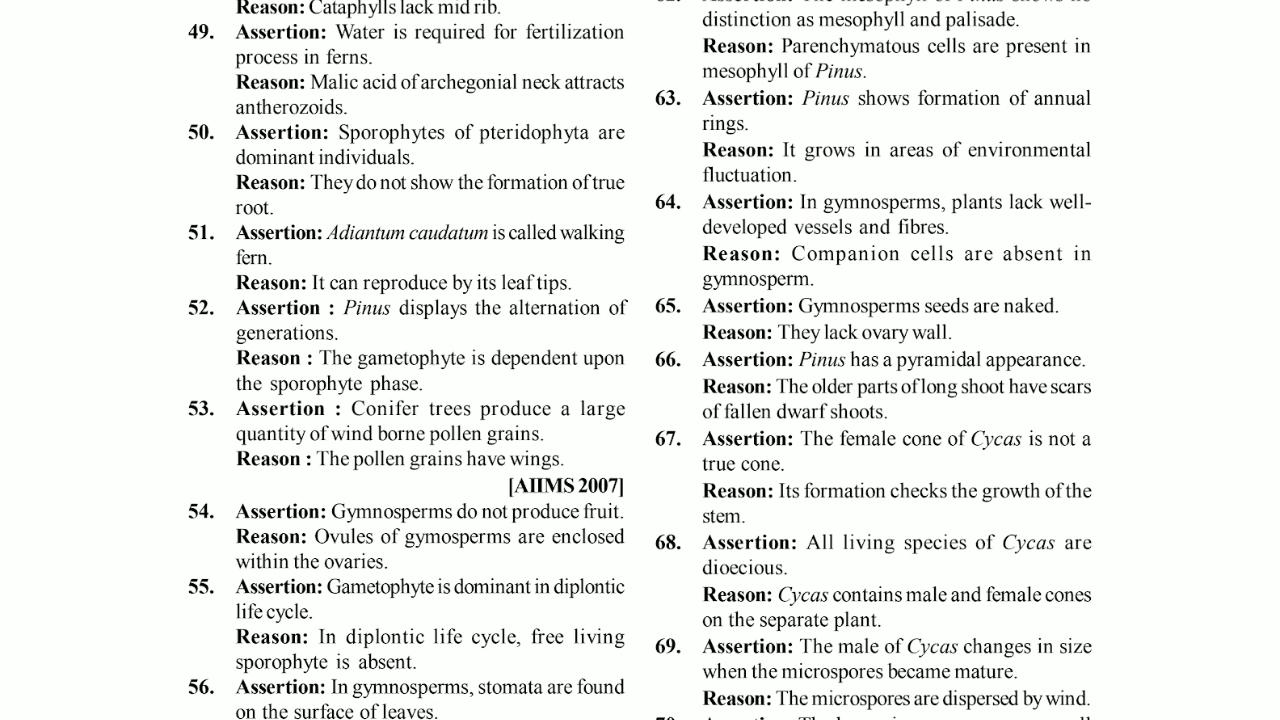 Reason: Cataphylls lack mid rib.
49. Assertion: Water is required for fertilization
process in ferns.
Reason: Malic acid of archegonial neck attracts
antherozoids.
50. Assertion: Sporophytes of pteridophyta are
dominant individuals.
Reason: They do not show the formation of true
root.
51. Assertion: Adiantum caudatum is called walking
fern.
Reason: It can reproduce by its leaf tips.
52. Assertion : Pinus displays the alternation of
generations.
Reason : The gametophyte is dependent upon
the sporophyte phase.
53. Assertion : Conifer trees produce a large
quantity of wind borne pollen grains.
Reason : The pollen grains have wings.
[AIIMS 2007]
54. Assertion: Gymnosperms do not produce fruit.
Reason: Ovules of gymosperms are enclosed
within the ovaries.
55. Assertion: Gametophyte is dominant in diplontic
life cycle.
Reason: In diplontic life cycle, free living
sporophyte is absent.
56. Assertion: In gymnosperms, stomata are found
on the surface of leaves.
distinction as mesophyll and palisade.
Reason: Parenchymatous cells are present in
mesophyll of Pinus.
63. Assertion: Pinus shows formation of annual
rings.
Reason: It grows in areas of environmental
fluctuation.
64. Assertion: In gymnosperms, plants lack well-
developed vessels and fibres.
Reason: Companion cells are absent in
gymnosperm.
65. Assertion: Gymnosperms seeds are naked.
Reason: They lack ovary wall.
66. Assertion: Pinus has a pyramidal appearance.
Reason: The older parts of long shoot have scars
of fallen dwarf shoots.
67. Assertion: The female cone of Cycas is not a
true cone.
Reason: Its formation checks the growth of the
stem.
68. Assertion: All living species of Cycas are
dioecious.
Reason: Cycas contains male and female cones
on the separate plant.
69. Assertion: The male of Cycas changes in size
when the microspores became mature.
Reason: The microspores are dispersed by wind.